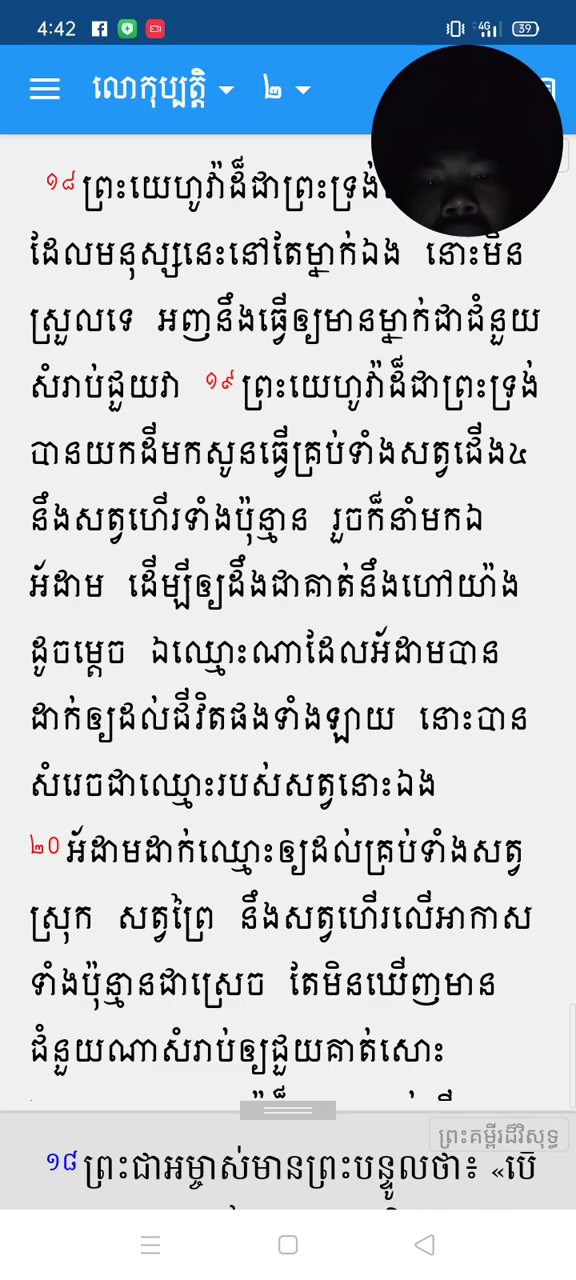 4:42
4G
39
លោកុប្បត្តិ ២
១៨ ព្រះយេហូវ៉ាដ៏ជាព្រះទ្រង់
ដែលមនុស្សនេះនៅតែម្នាក់ឯង នោះមិន
ស្រួលទេ អញនឹងធ្វើឲ្យមានម្នាក់ជាជំនួយ
សំរាប់ជួយវា ១៩ ព្រះយេហូវ៉ាដ៏ជាព្រះទ្រង់
បានយកដីមកសូនធ្វើគ្រប់ទាំងសត្វជើង៤
នឹងសត្វហើរទាំងប៉ុន្មាន រួចក៏នាំមកឯ
អ័ដាម ដើម្បីឲ្យដឹងជាគាត់នឹងហៅយ៉ាង
ដូចម្តេច ឯឈ្មោះណាដែលអ័ដាមបាន
ដាក់ឲ្យដល់ជីវិតផងទាំងឡាយ នោះបាន
សំរេចជាឈ្មោះរបស់សត្វនោះឯង
២០ អ័ដាមដាក់ឈ្មោះឲ្យដល់គ្រប់ទាំងសត្វ
ស្រុក សត្វព្រៃ នឹងសត្វហើរលើអាកាស
ទាំងប៉ុន្មានជាស្រេច តែមិនឃើញមាន
ជំនួយណាសំរាប់ឲ្យជួយគាត់សោះ
ព្រះគម្ពីរដ៏វិសុទ្ធ
១៨ ព្រះជាអម្ចាស់មានព្រះបន្ទូលថា៖ «បើ